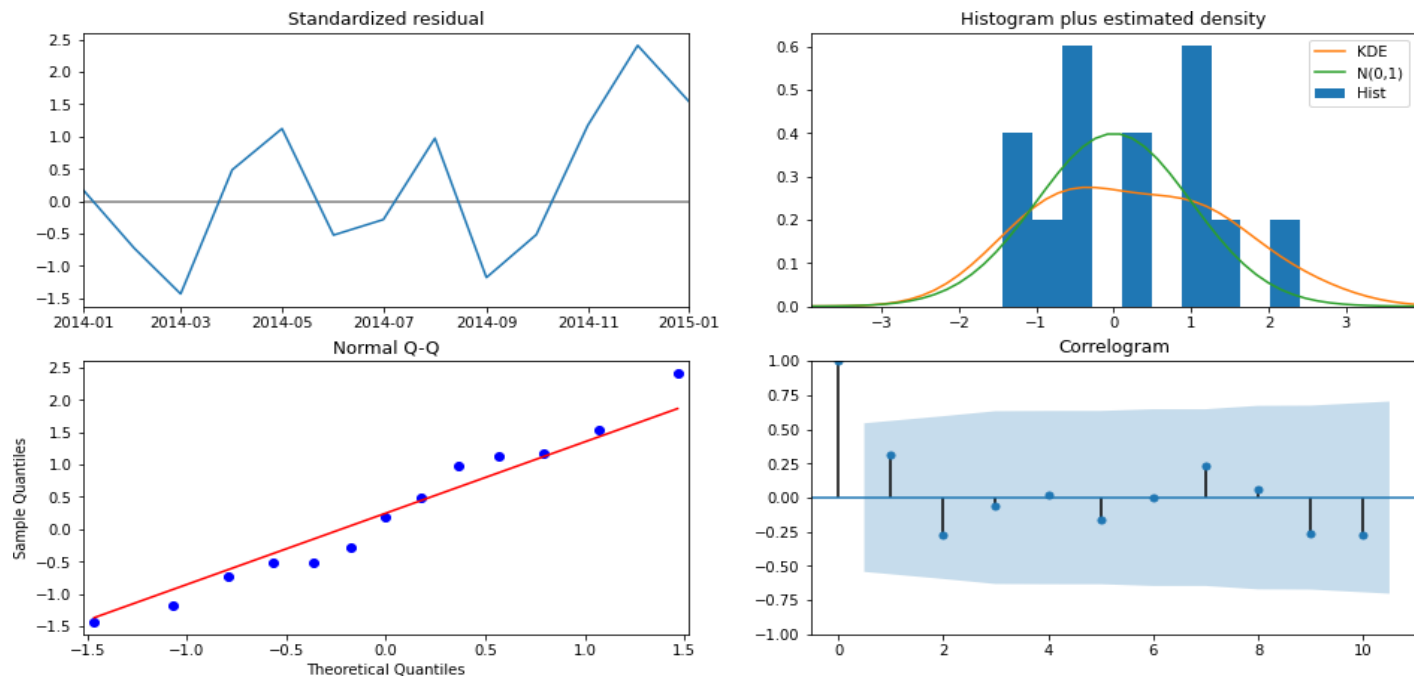 Standardized residual
2.5
2.0
1.5
1.0
0.5
0.0
−0.5
−1.0
−1.5
2014-01 2014-03 2014-05 2014-07 2014-09 2014-11 2015-01
Histogram plus estimated density
0.6
0.5
0.4
0.3
0.2
0.1
0.0
KDE
N(0,1)
Hist
−3 −2 −1 0 1 2 3
Normal Q-Q
Sample Quantiles
2.5
2.0
1.5
1.0
0.5
0.0
−0.5
−1.0
−1.5
−1.5 −1.0 −0.5 0.0 0.5 1.0 1.5
Theoretical Quantiles
Correlogram
1.00
0.75
0.50
0.25
0.00
−0.25
−0.50
−0.75
−1.00
0 2 4 6 8 10